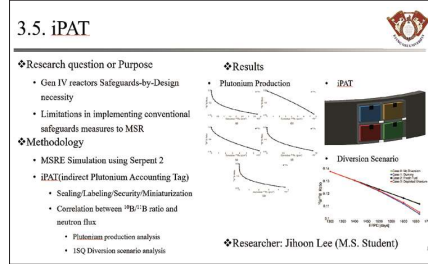 3.5. iPAT
❖Research question or Purpose
• Gen IV reactors Safeguards-by-Design
necessity
• Limitations in implementing conventional
safeguards measures to MSR
❖Methodology
• MSRE Simulation using Serpent 2
• iPAT(indirect Plutonium Accounting Tag)
• Sealing/Labeling/Security/Miniaturization
• Correlation between ¹⁰B/¹¹B ratio and
neutron flux
• Plutonium production analysis
• 1SQ Diversion scenario analysis
❖Results
• Plutonium Production
• iPAT
• Diversion Scenario
❖Researcher: Jihoon Lee (M.S. Student)